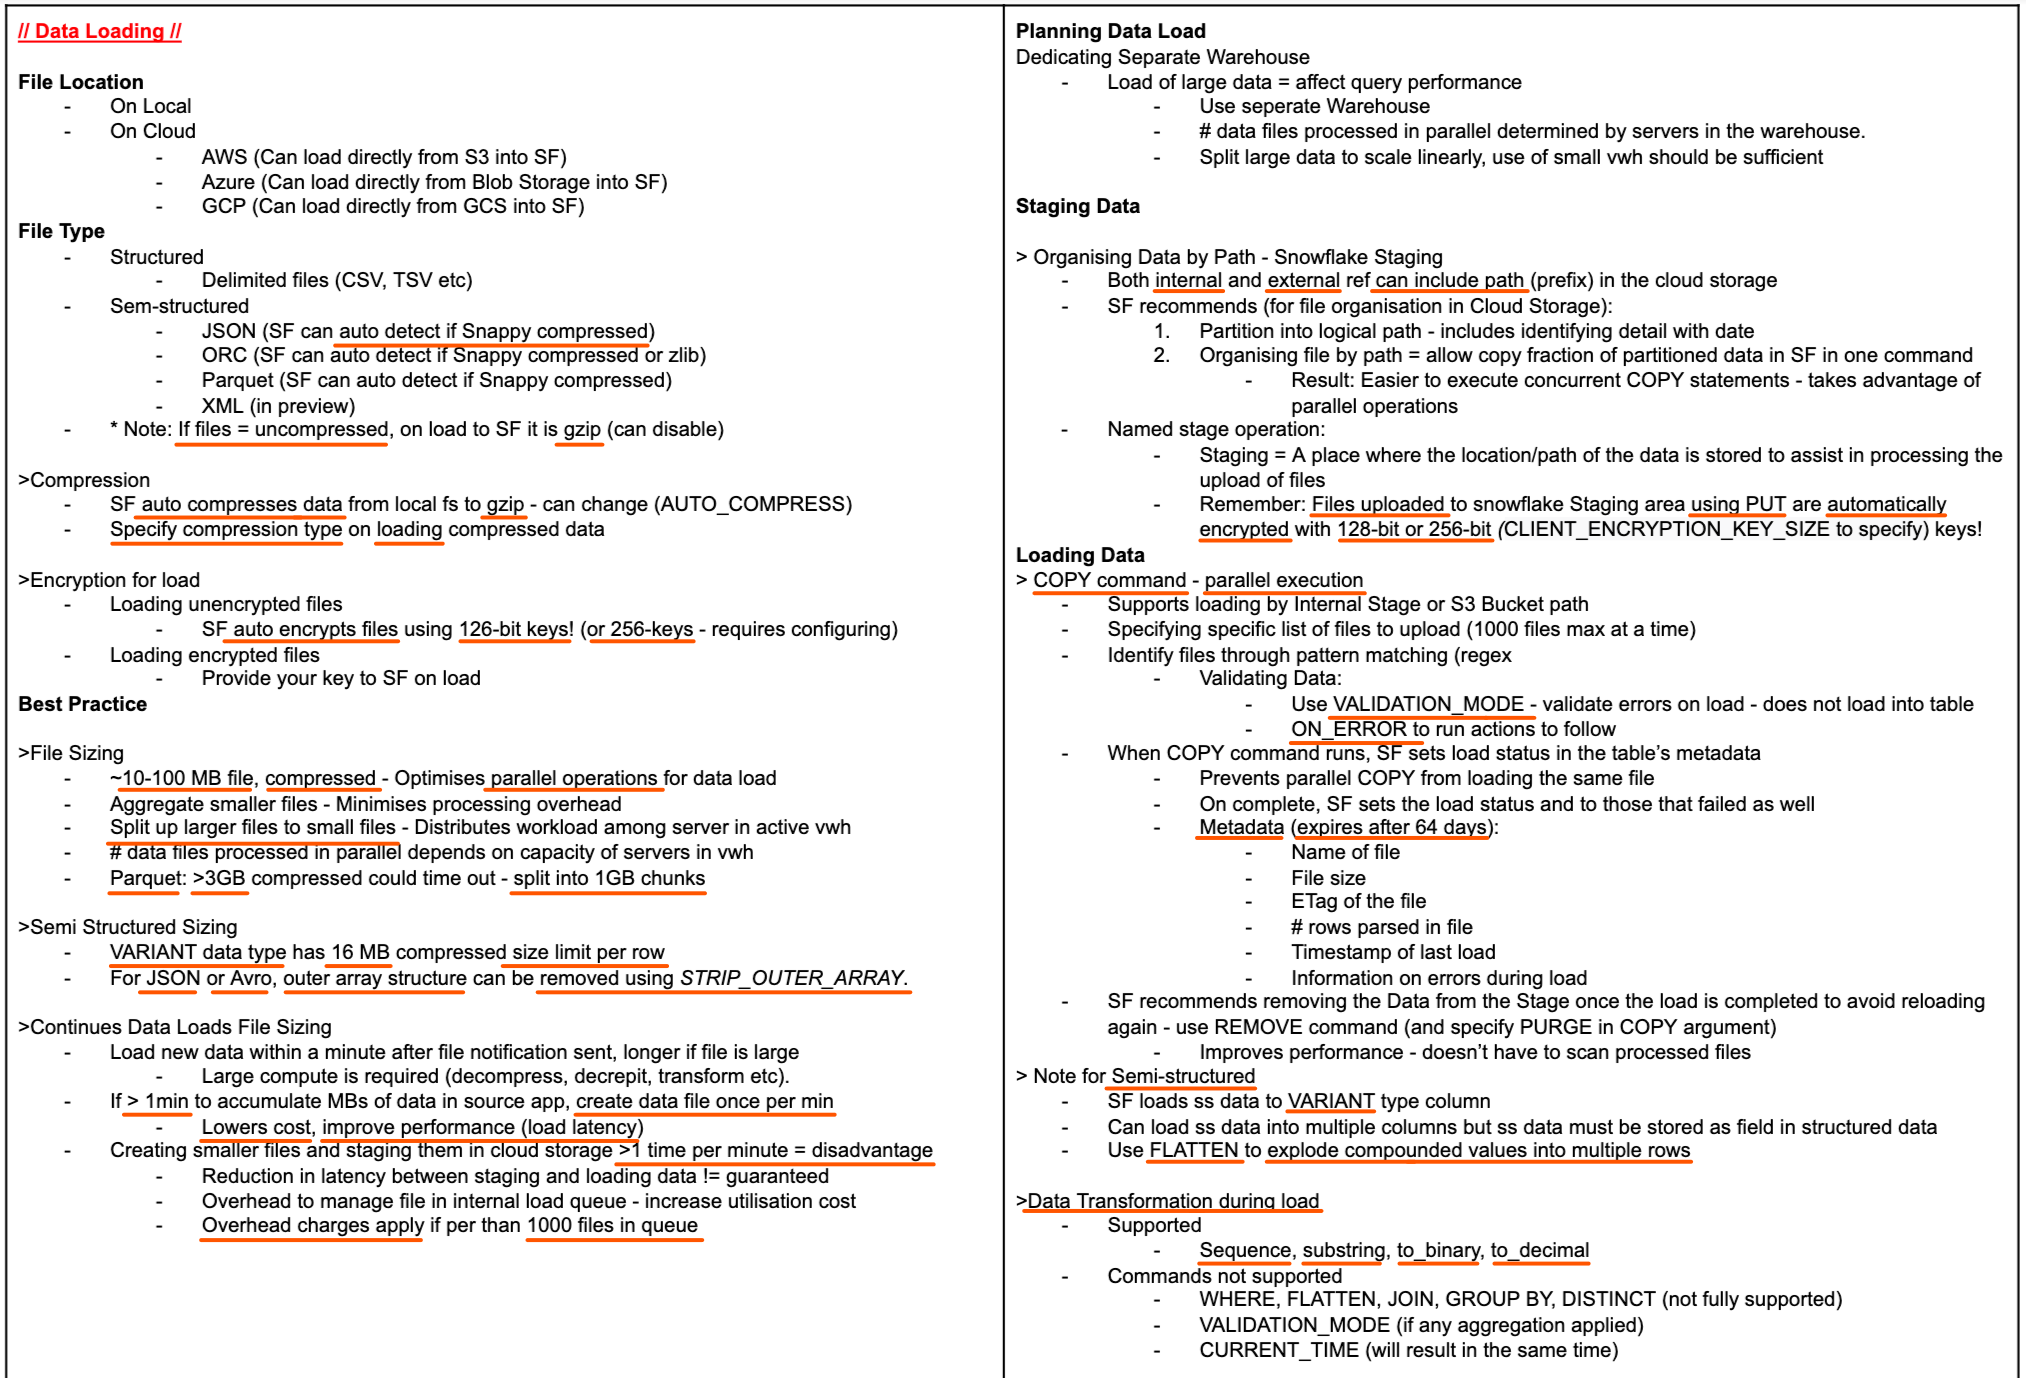 // Data Loading //
File Location
- On Local
- On Cloud
- AWS (Can load directly from S3 into SF)
- Azure (Can load directly from Blob Storage into SF)
- GCP (Can load directly from GCS into SF)
File Type
- Structured
- Delimited files (CSV, TSV etc)
- Sem-structured
- JSON (SF can auto detect if Snappy compressed)
- ORC (SF can auto detect if Snappy compressed or zlib)
- Parquet (SF can auto detect if Snappy compressed)
- XML (in preview)
- * Note: If files = uncompressed, on load to SF it is gzip (can disable)
>Compression
- SF auto compresses data from local fs to gzip - can change (AUTO_COMPRESS)
- Specify compression type on loading compressed data
>Encryption for load
- Loading unencrypted files
- SF auto encrypts files using 126-bit keys! (or 256-keys - requires configuring)
- Loading encrypted files
- Provide your key to SF on load
Best Practice
>File Sizing
- ~10-100 MB file, compressed - Optimises parallel operations for data load
- Aggregate smaller files - Minimises processing overhead
- Split up larger files to small files - Distributes workload among server in active vwh
- # data files processed in parallel depends on capacity of servers in vwh
- Parquet: >3GB compressed could time out - split into 1GB chunks
>Semi Structured Sizing
- VARIANT data type has 16 MB compressed size limit per row
- For JSON or Avro, outer array structure can be removed using STRIP_OUTER_ARRAY.
>Continues Data Loads File Sizing
- Load new data within a minute after file notification sent, longer if file is large
- Large compute is required (decompress, decrepit, transform etc).
- If > 1min to accumulate MBs of data in source app, create data file once per min
- Lowers cost, improve performance (load latency)
- Creating smaller files and staging them in cloud storage >1 time per minute = disadvantage
- Reduction in latency between staging and loading data != guaranteed
- Overhead to manage file in internal load queue - increase utilisation cost
- Overhead charges apply if per than 1000 files in queue
Planning Data Load
Dedicating Separate Warehouse
- Load of large data = affect query performance
- Use seperate Warehouse
- # data files processed in parallel determined by servers in the warehouse.
- Split large data to scale linearly, use of small vwh should be sufficient
Staging Data
> Organising Data by Path - Snowflake Staging
- Both internal and external ref can include path (prefix) in the cloud storage
- SF recommends (for file organisation in Cloud Storage):
1. Partition into logical path - includes identifying detail with date
2. Organising file by path = allow copy fraction of partitioned data in SF in one command
- Result: Easier to execute concurrent COPY statements - takes advantage of
parallel operations
- Named stage operation:
- Staging = A place where the location/path of the data is stored to assist in processing the
upload of files
- Remember: Files uploaded to snowflake Staging area using PUT are automatically
encrypted with 128-bit or 256-bit (CLIENT_ENCRYPTION_KEY_SIZE to specify) keys!
Loading Data
> COPY command - parallel execution
- Supports loading by Internal Stage or S3 Bucket path
- Specifying specific list of files to upload (1000 files max at a time)
- Identify files through pattern matching (regex
- Validating Data:
- Use VALIDATION_MODE - validate errors on load - does not load into table
- ON_ERROR to run actions to follow
- When COPY command runs, SF sets load status in the table's metadata
- Prevents parallel COPY from loading the same file
- On complete, SF sets the load status and to those that failed as well
- Metadata (expires after 64 days):
- Name of file
- File size
- ETag of the file
- # rows parsed in file
- Timestamp of last load
- Information on errors during load
- SF recommends removing the Data from the Stage once the load is completed to avoid reloading
again - use REMOVE command (and specify PURGE in COPY argument)
- Improves performance - doesn't have to scan processed files
> Note for Semi-structured
- SF loads ss data to VARIANT type column
- Can load ss data into multiple columns but ss data must be stored as field in structured data
- Use FLATTEN to explode compounded values into multiple rows
>Data Transformation during load
- Supported
- Sequence, substring, to_binary, to_decimal
- Commands not supported
- WHERE, FLATTEN, JOIN, GROUP BY, DISTINCT (not fully supported)
- VALIDATION_MODE (if any aggregation applied)
- CURRENT_TIME (will result in the same time)